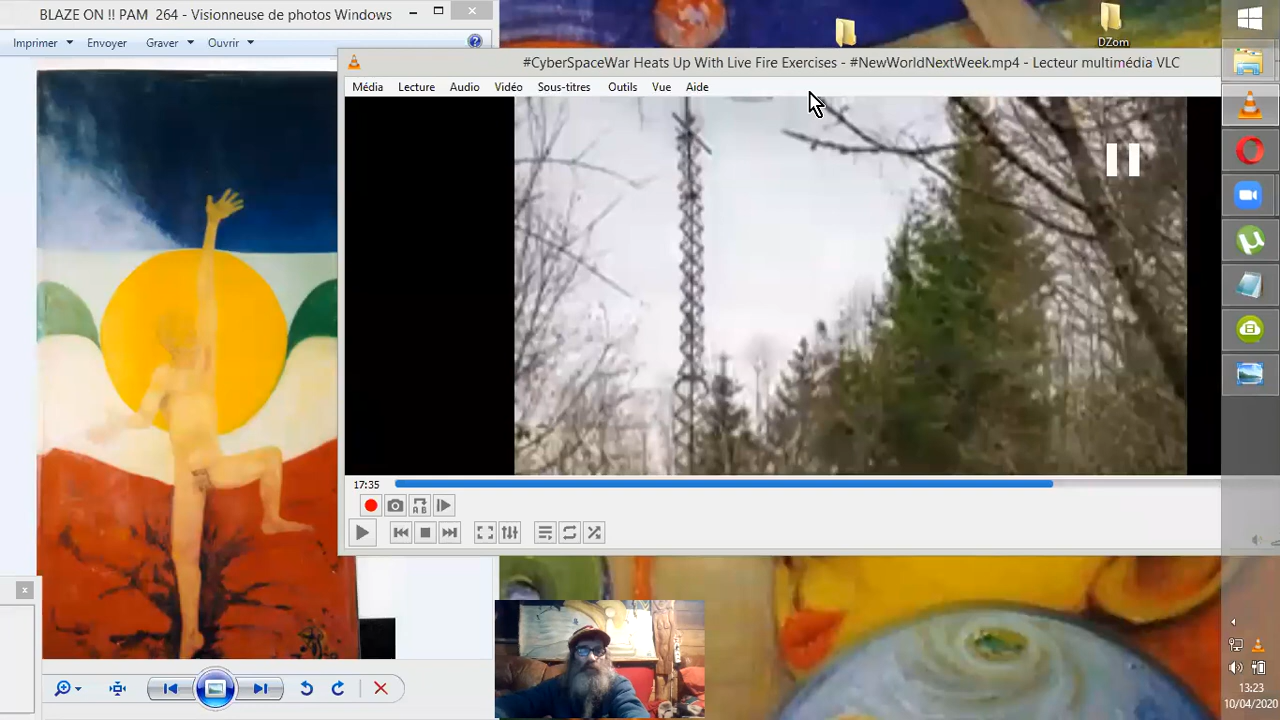 BLAZE ON !! PAM  264 - Visionneuse de photos Windows
Imprimer Envoyer Graver Ouvrir
DZom
#CyberSpaceWar Heats Up With Live Fire Exercises - #NewWorldNextWeek.mp4 - Lecteur multimédia VLC
Média Lecture Audio Vidéo Sous-titres Outils Vue Aide
17:35
13:23
10/04/2020